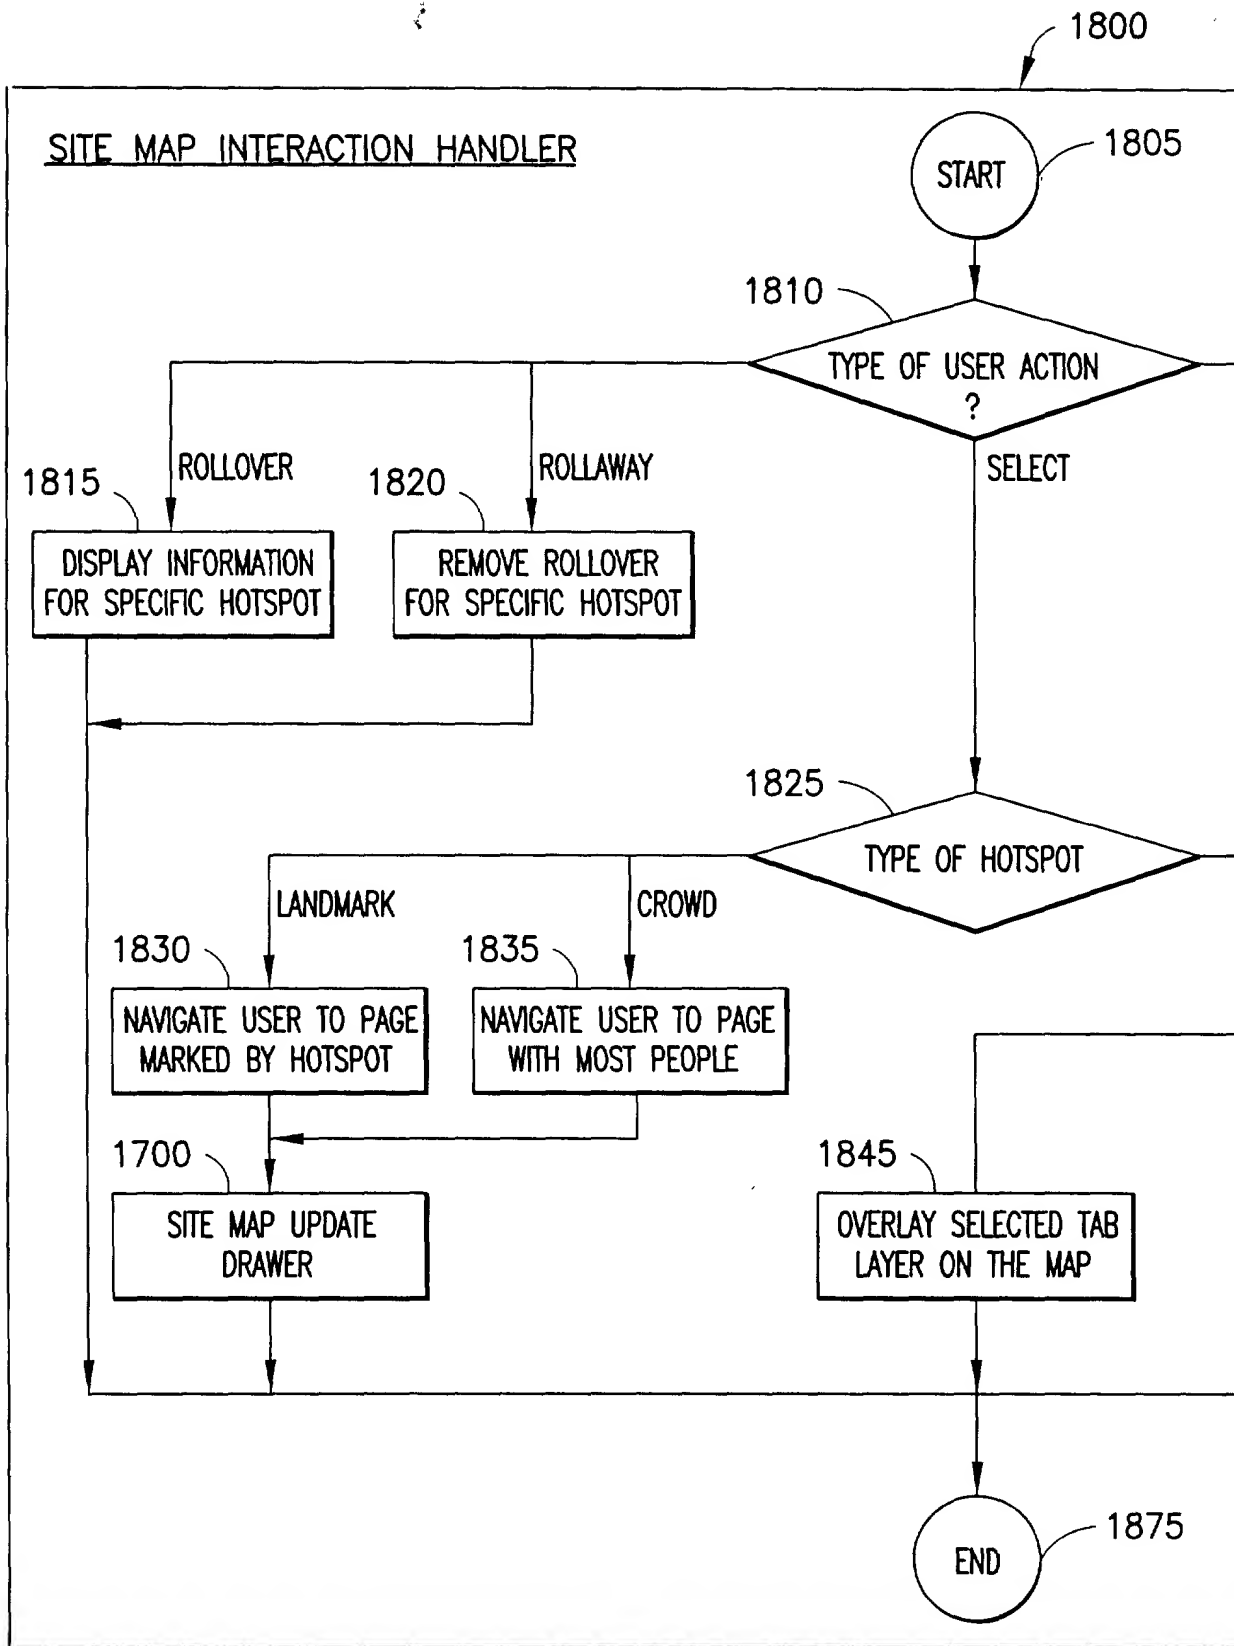 1800
SITE MAP INTERACTION HANDLER
START
1805
1810
TYPE OF USER ACTION
?
ROLLOVER
ROLLAWAY
SELECT
1815
1820
DISPLAY INFORMATION
FOR SPECIFIC HOTSPOT
REMOVE ROLLOVER
FOR SPECIFIC HOTSPOT
1825
TYPE OF HOTSPOT
LANDMARK
CROWD
1830
1835
NAVIGATE USER TO PAGE
MARKED BY HOTSPOT
NAVIGATE USER TO PAGE
WITH MOST PEOPLE
1700
1845
SITE MAP UPDATE
DRAWER
OVERLAY SELECTED TAB
LAYER ON THE MAP
1875
END